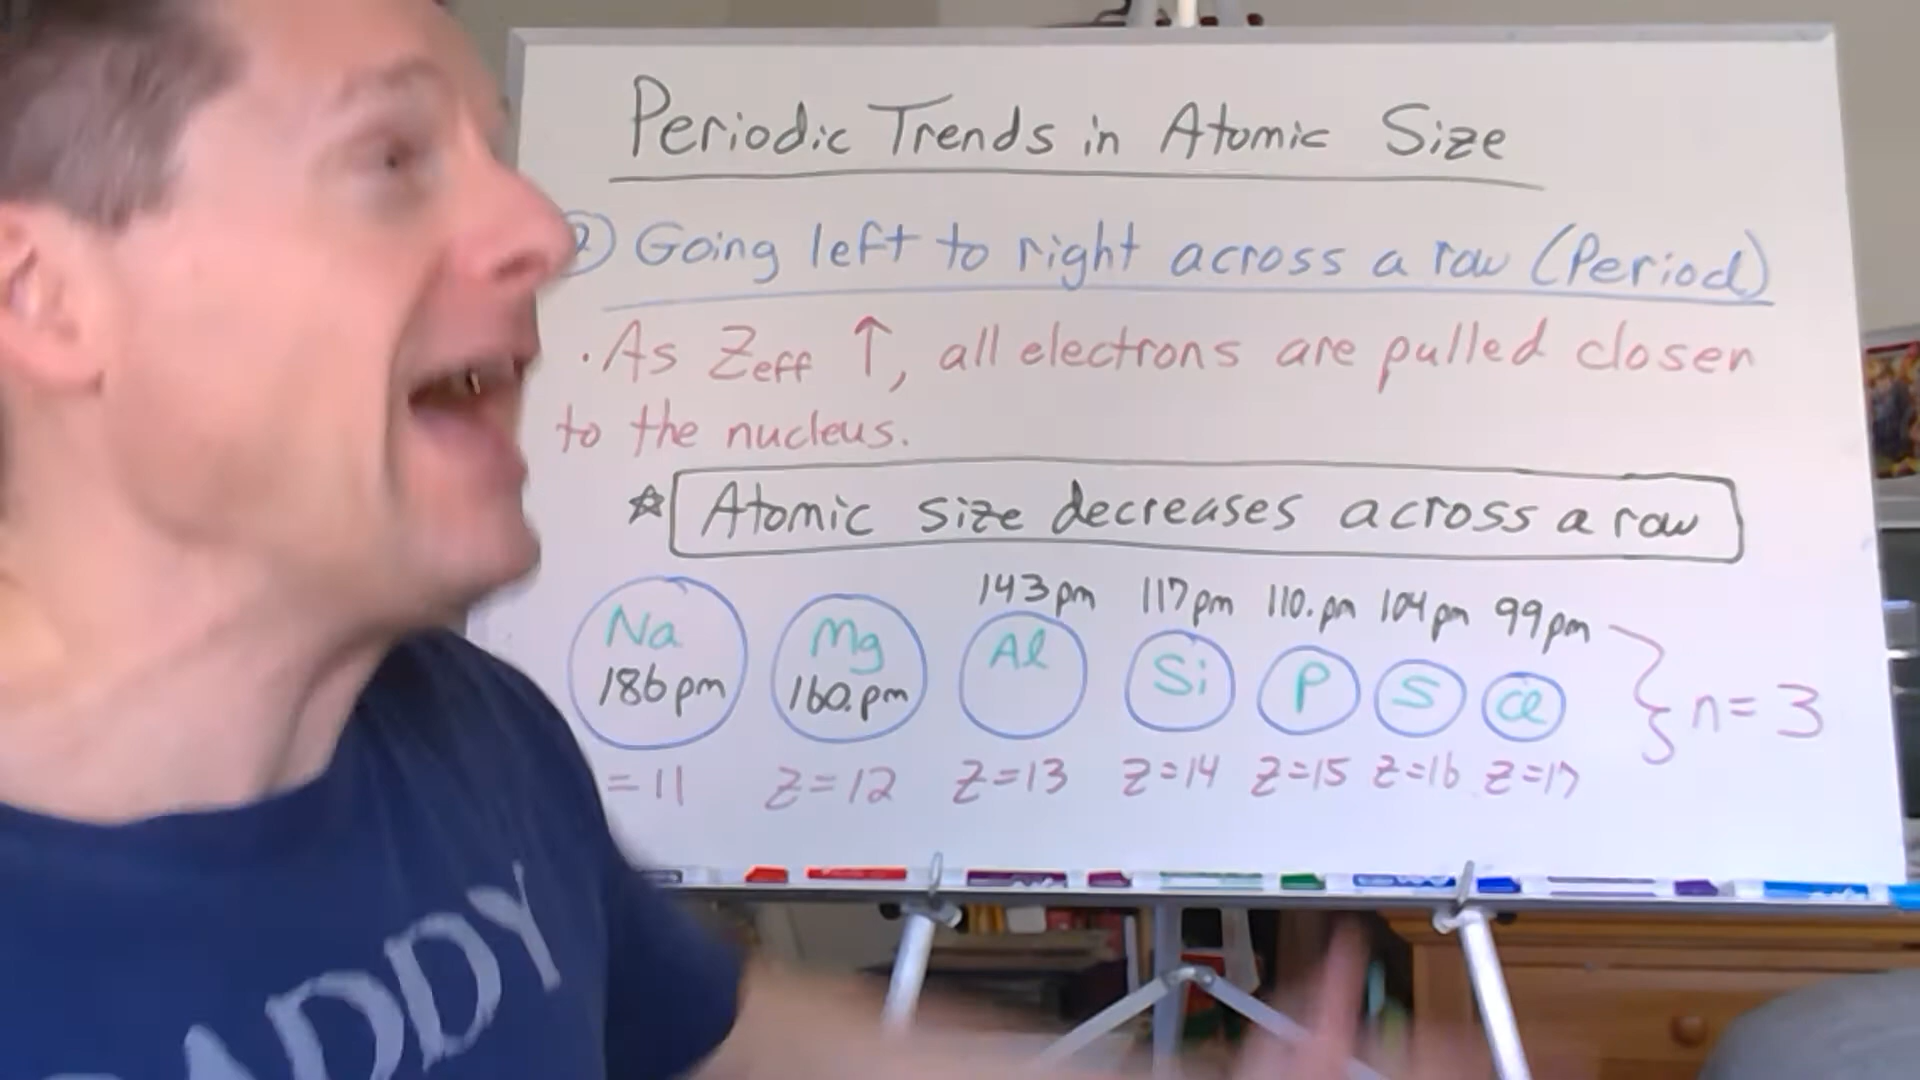 Periodic Trends in Atomic Size
2) Going left to right across a row (Period)
· As Zeff ↑, all electrons are pulled closer
to the nucleus.
☆ Atomic size decreases across a row
143pm 117pm 110.pm 104pm 99pm
Na Mg Al Si P S Cl
186pm 160.pm
n=3
=11 Z=12 Z=13 Z=14 Z=15 Z=16 Z=17
ADDY